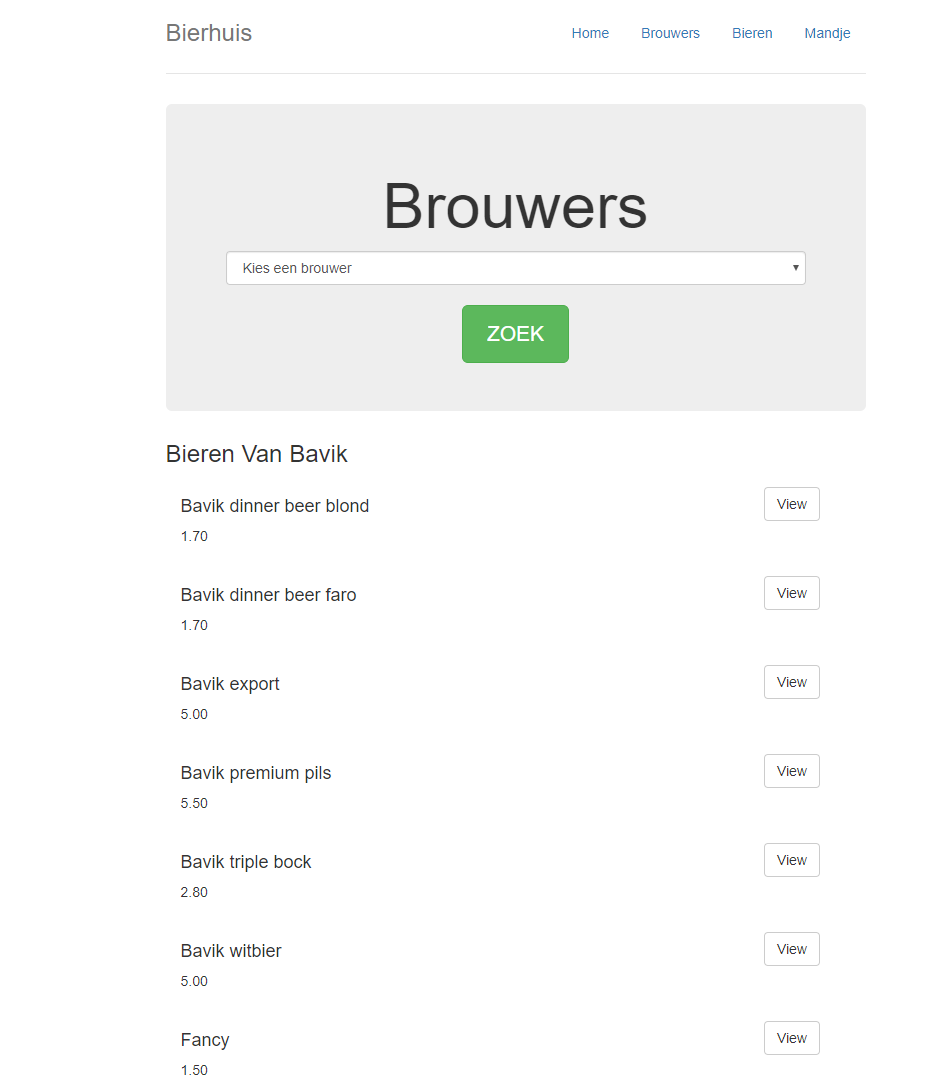 Bierhuis
Home Brouwers Bieren Mandje
Brouwers
Kies een brouwer
ZOEK
Bieren Van Bavik
Bavik dinner beer blond
View
1.70
Bavik dinner beer faro
View
1.70
Bavik export
View
5.00
Bavik premium pils
View
5.50
Bavik triple bock
View
2.80
Bavik witbier
View
5.00
Fancy
View
1.50